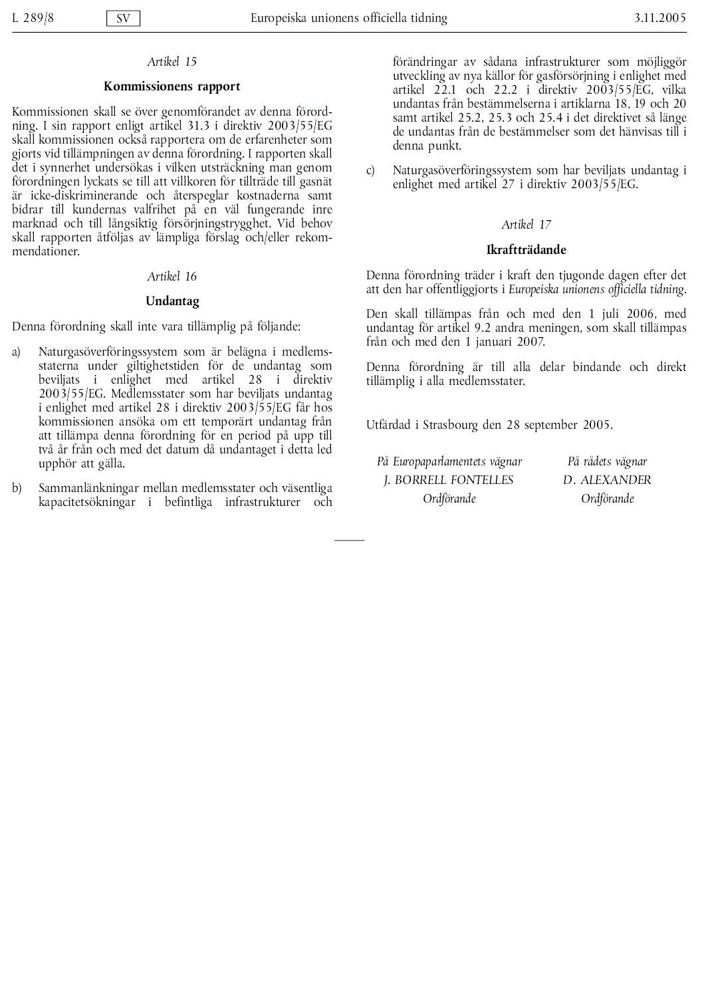 L 289/8 SV Europeiska unionens officiella tidning 3.11.2005
Artikel 15
Kommissionens rapport
Kommissionen skall se över genomförandet av denna förord-
ning. I sin rapport enligt artikel 31.3 i direktiv 2003/55/EG
skall kommissionen också rapportera om de erfarenheter som
gjorts vid tillämpningen av denna förordning. I rapporten skall
det i synnerhet undersökas i vilken utsträckning man genom
förordningen lyckats se till att villkoren för tillträde till gasnät
är icke-diskriminerande och återspeglar kostnaderna samt
bidrar till kundernas valfrihet på en väl fungerande inre
marknad och till långsiktig försörjningstrygghet. Vid behov
skall rapporten åtföljas av lämpliga förslag och/eller rekom-
mendationer.
Artikel 16
Undantag
Denna förordning skall inte vara tillämplig på följande:
a) Naturgasöverföringssystem som är belägna i medlems-
staterna under giltighetstiden för de undantag som
beviljats i enlighet med artikel 28 i direktiv
2003/55/EG. Medlemsstater som har beviljats undantag
i enlighet med artikel 28 i direktiv 2003/55/EG får hos
kommissionen ansöka om ett temporärt undantag från
att tillämpa denna förordning för en period på upp till
två år från och med det datum då undantaget i detta led
upphör att gälla.
b) Sammanlänkningar mellan medlemsstater och väsentliga
kapacitetsökningar i befintliga infrastrukturer och
förändringar av sådana infrastrukturer som möjliggör
utveckling av nya källor för gasförsörjning i enlighet med
artikel 22.1 och 22.2 i direktiv 2003/55/EG, vilka
undantas från bestämmelserna i artiklarna 18, 19 och 20
samt artikel 25.2, 25.3 och 25.4 i det direktivet så länge
de undantas från de bestämmelser som det hänvisas till i
denna punkt.
c) Naturgasöverföringssystem som har beviljats undantag i
enlighet med artikel 27 i direktiv 2003/55/EG.
Artikel 17
Ikraftträdande
Denna förordning träder i kraft den tjugonde dagen efter det
att den har offentliggjorts i Europeiska unionens officiella tidning.
Den skall tillämpas från och med den 1 juli 2006, med
undantag för artikel 9.2 andra meningen, som skall tillämpas
från och med den 1 januari 2007.
Denna förordning är till alla delar bindande och direkt
tillämplig i alla medlemsstater.
Utfärdad i Strasbourg den 28 september 2005.
På Europaparlamentets vägnar På rådets vägnar
J. BORRELL FONTELLES D. ALEXANDER
Ordförande Ordförande